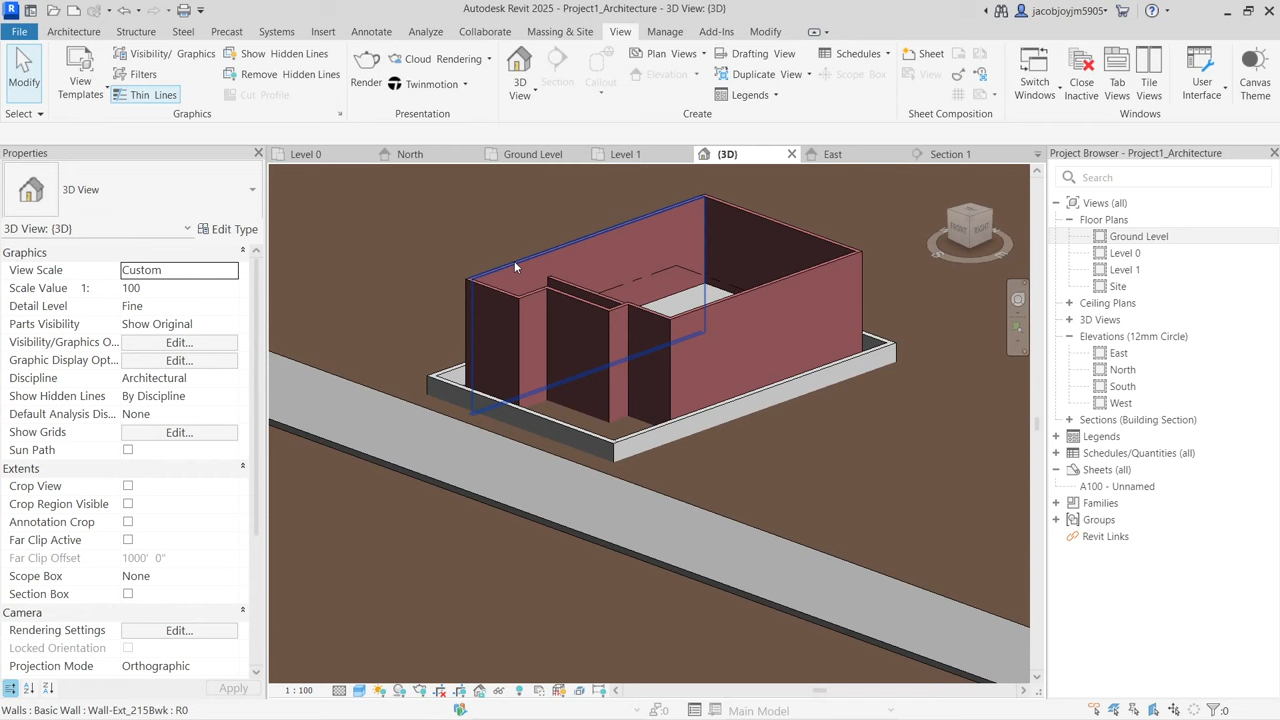 Autodesk Revit 2025 - Project1_Architecture - 3D View: {3D}
jacobjoyjm5905
File Architecture Structure Steel Precast Systems Insert Annotate Analyze Collaborate Massing & Site View Manage Add-Ins Modify
Modify
Select
View
Templates
Visibility/ Graphics
Filters
Thin Lines
Show Hidden Lines
Remove Hidden Lines
Cut Profile
Graphics
Render
Cloud Rendering
Twinmotion
Presentation
3D
View
Section
Callout
Plan Views
Elevation
Drafting View
Duplicate View
Legends
Schedules
Scope Box
Create
Sheet
View
Sheet Composition
Switch
Windows
Close
Inactive
Tab
Views
Tile
Views
Windows
User
Interface
Canvas
Theme
Level 0
North
Ground Level
Level 1
(3D)
East
Section 1
Properties
3D View
3D View: {3D}
Edit Type
Graphics
View Scale Custom
Scale Value 1: 100
Detail Level Fine
Parts Visibility Show Original
Visibility/Graphics O... Edit...
Graphic Display Opt... Edit...
Discipline Architectural
Show Hidden Lines By Discipline
Default Analysis Dis... None
Show Grids Edit...
Sun Path
Extents
Crop View
Crop Region Visible
Annotation Crop
Far Clip Active
Far Clip Offset 1000' 0"
Scope Box None
Section Box
Camera
Rendering Settings Edit...
Locked Orientation
Projection Mode Orthographic
Apply
FRONT
RIGHT
Project Browser - Project1_Architecture
Search
Views (all)
Floor Plans
Ground Level
Level 0
Level 1
Site
Ceiling Plans
3D Views
Elevations (12mm Circle)
East
North
South
West
Sections (Building Section)
Legends
Schedules/Quantities (all)
Sheets (all)
A100 - Unnamed
Families
Groups
Revit Links
1 : 100
Walls : Basic Wall : Wall-Ext_215Bwk : R0
:0
Main Model
:0